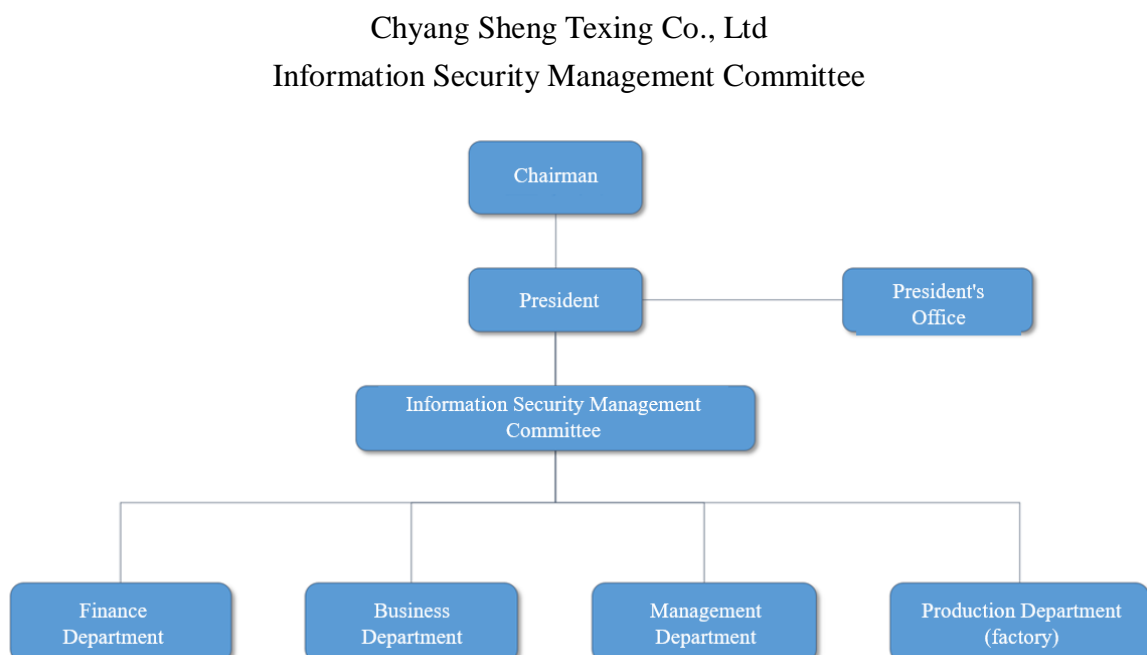 Chyang Sheng Texing Co., Ltd
Information Security Management Committee
Chairman
President
President's
Office
Information Security Management
Committee
Finance
Department
Business
Department
Management
Department
Production Department
(factory)